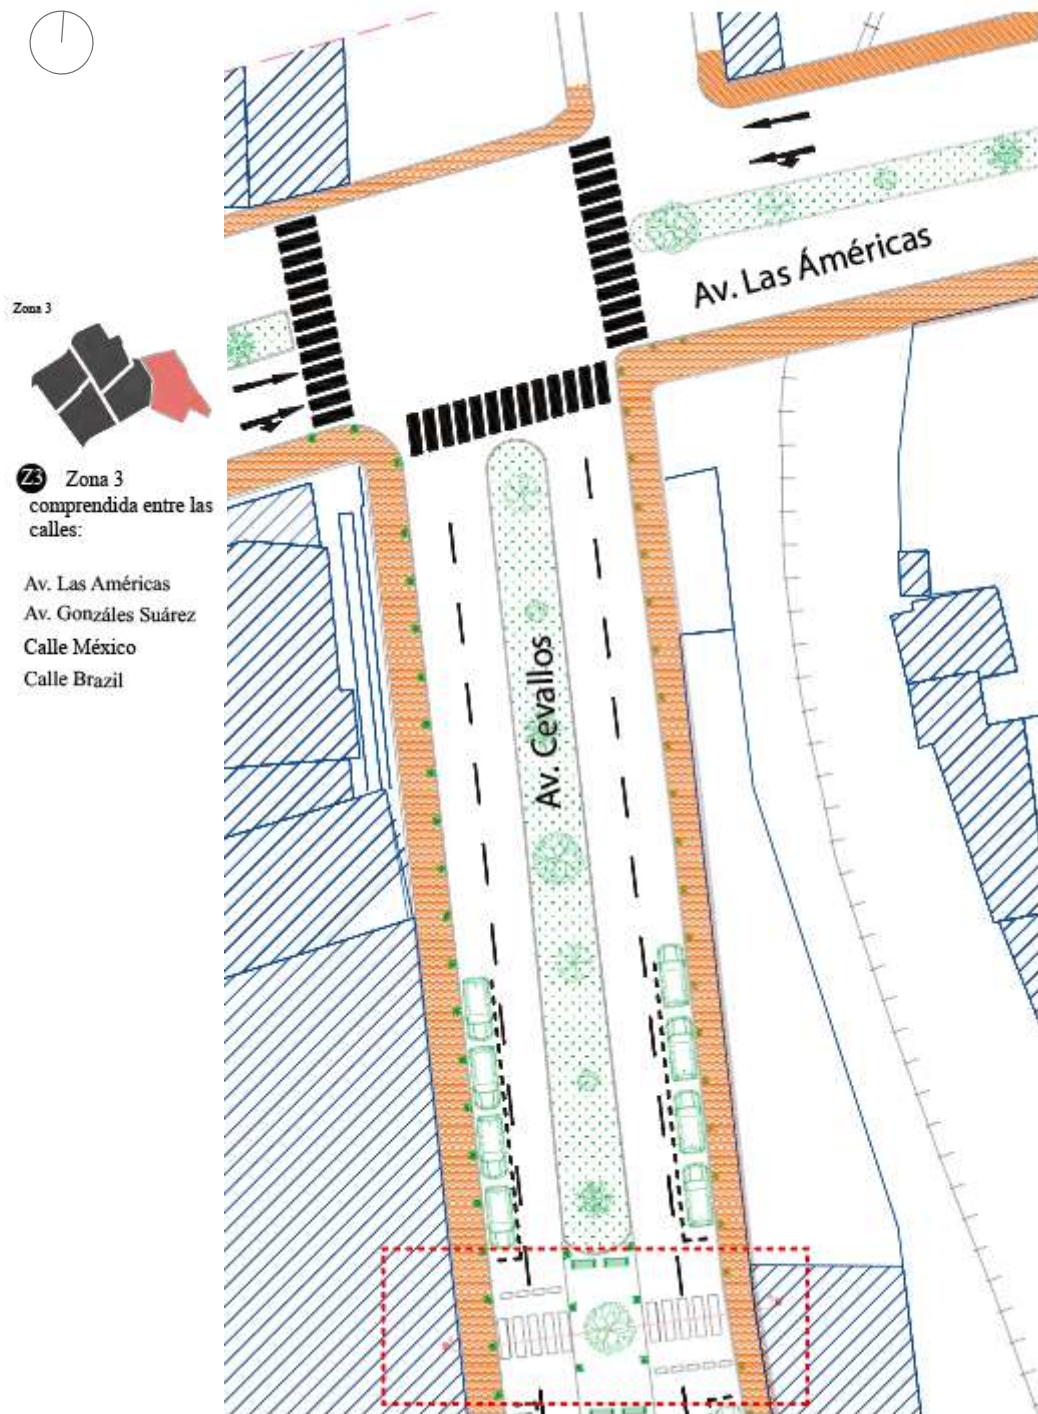 Zona 3
Z3 Zona 3
comprendida entre las
calles:
Av. Las Américas
Av. Gonzáles Suárez
Calle México
Calle Brazil
Av. Las Américas
Av. Cevallos